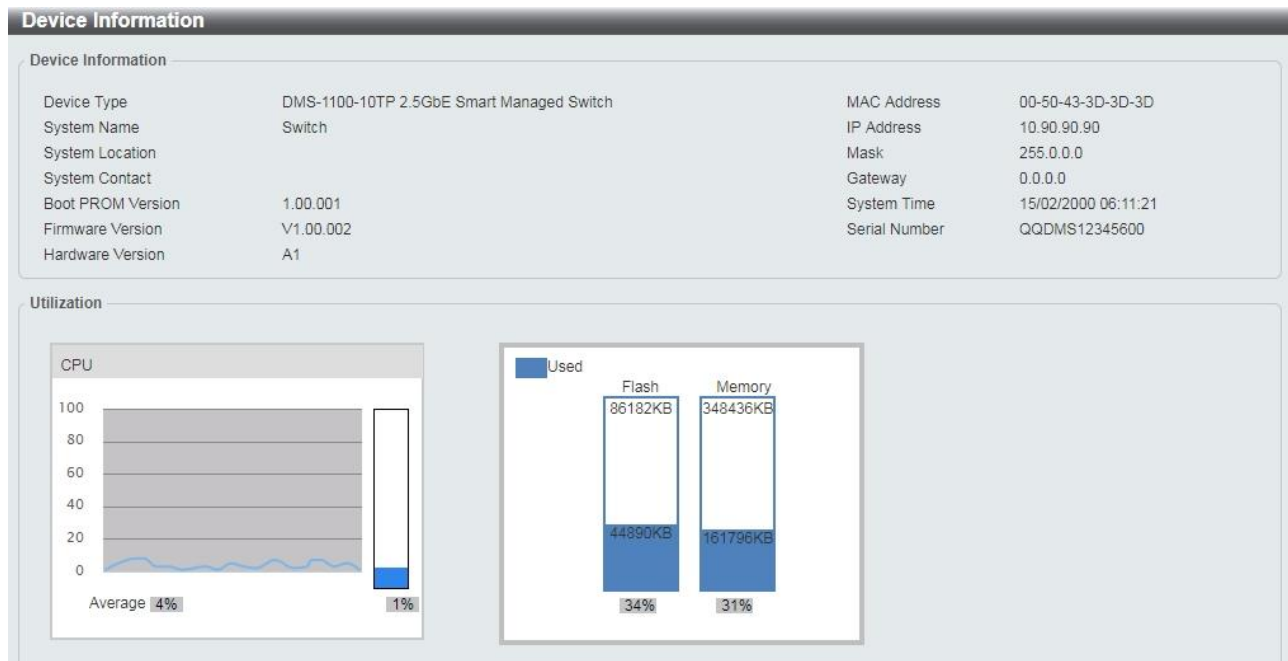 Device Information
Device Information
Device Type DMS-1100-10TP 2.5GbE Smart Managed Switch MAC Address 00-50-43-3D-3D-3D
System Name Switch IP Address 10.90.90.90
System Location Mask 255.0.0.0
System Contact Gateway 0.0.0.0
Boot PROM Version 1.00.001 System Time 15/02/2000 06:11:21
Firmware Version V1.00.002 Serial Number QQDMS12345600
Hardware Version A1
Utilization
CPU
100
80
60
40
20
0
Average 4% 1%
Used
Flash Memory
86182KB 348436KB
44890KB 161796KB
34% 31%